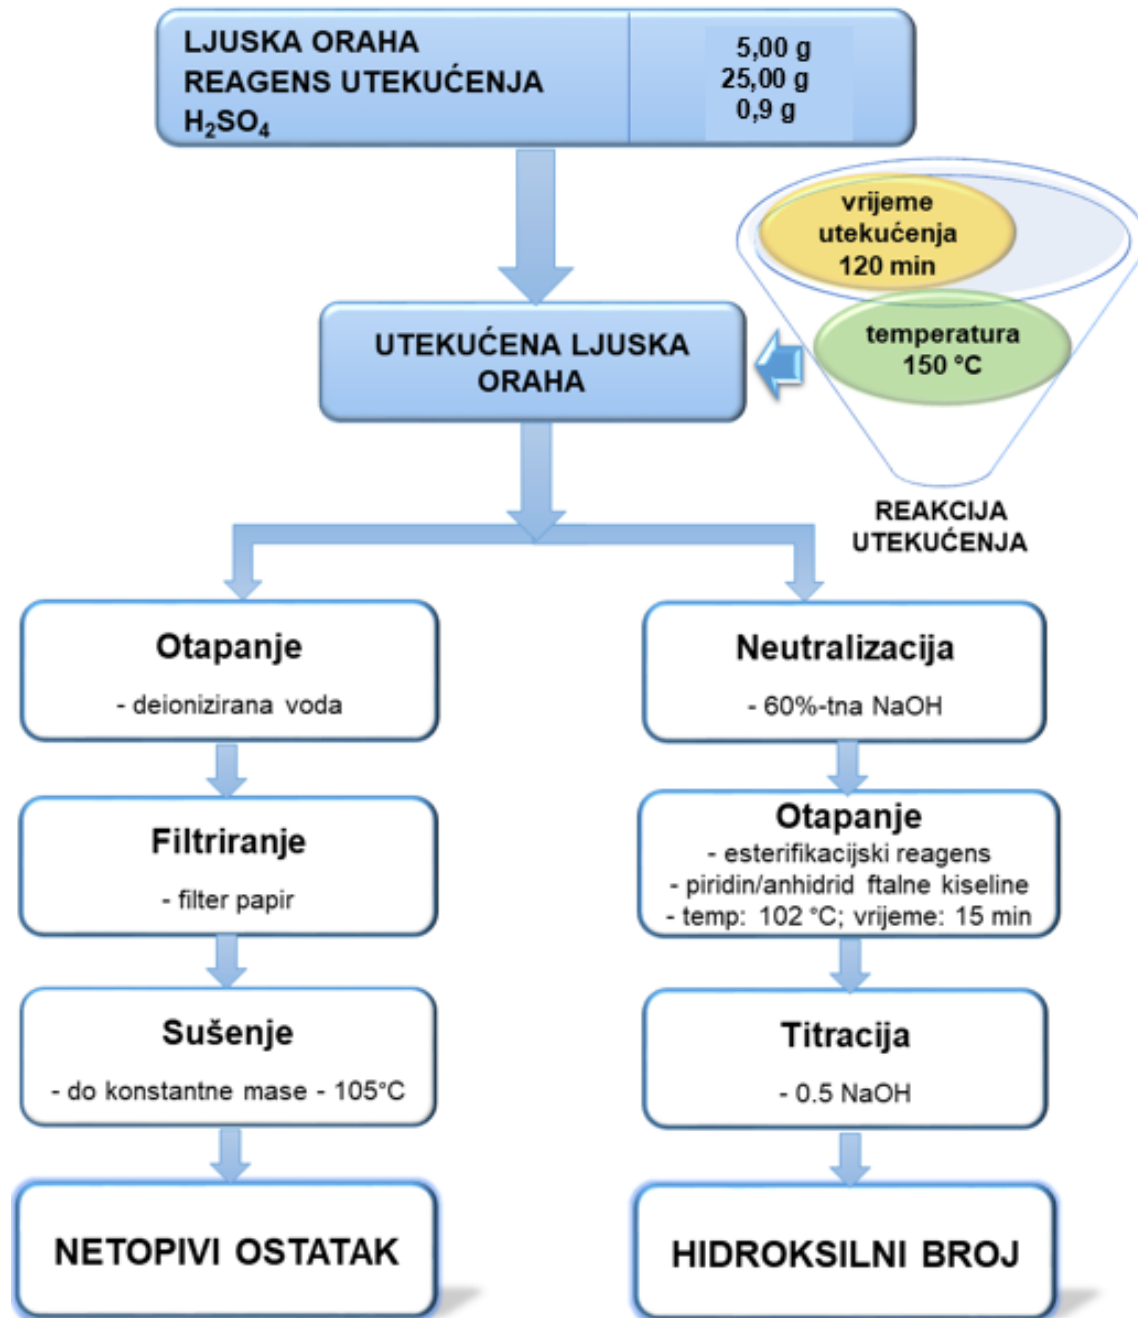 LJUSKA ORAHA 5,00 g
REAGENS UTEKUĆENJA 25,00 g
H₂SO₄ 0,9 g
vrijeme
utekućenja
120 min
temperatura
150 °C
REAKCIJA
UTEKUĆENJA
UTEKUĆENA LJUSKA
ORAHA
Otapanje
- deionizirana voda
Filtriranje
- filter papir
Sušenje
- do konstantne mase - 105°C
NETOPIVI OSTATAK
Neutralizacija
- 60%-tna NaOH
Otapanje
- esterifikacijski reagens
- piridin/anhidrid ftalne kiseline
- temp: 102 °C; vrijeme: 15 min
Titracija
- 0.5 NaOH
HIDROKSILNI BROJ